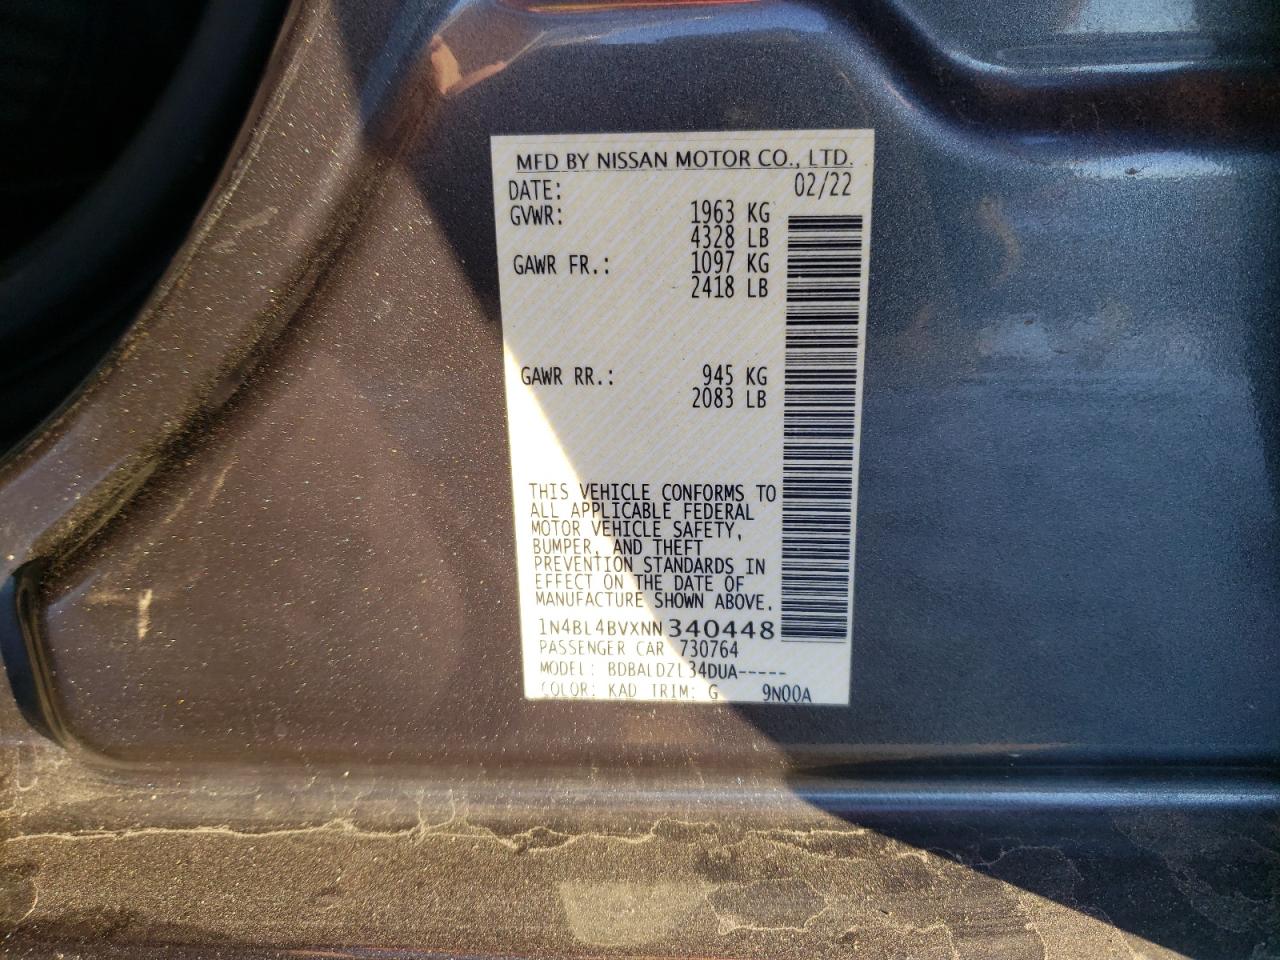 MFD BY NISSAN MOTOR CO., LTD.
DATE: 02/22
GVWR: 1963 KG
4328 LB
GAWR FR.: 1097 KG
2418 LB
GAWR RR.: 945 KG
2083 LB
THIS VEHICLE CONFORMS TO
ALL APPLICABLE FEDERAL
MOTOR VEHICLE SAFETY,
BUMPER, AND THEFT
PREVENTION STANDARDS IN
EFFECT ON THE DATE OF
MANUFACTURE SHOWN ABOVE.
1N4BL4BVXNN340448
PASSENGER CAR 730764
MODEL: BDBALDZL34DUA-----
COLOR: KAD TRIM: G 9N00A